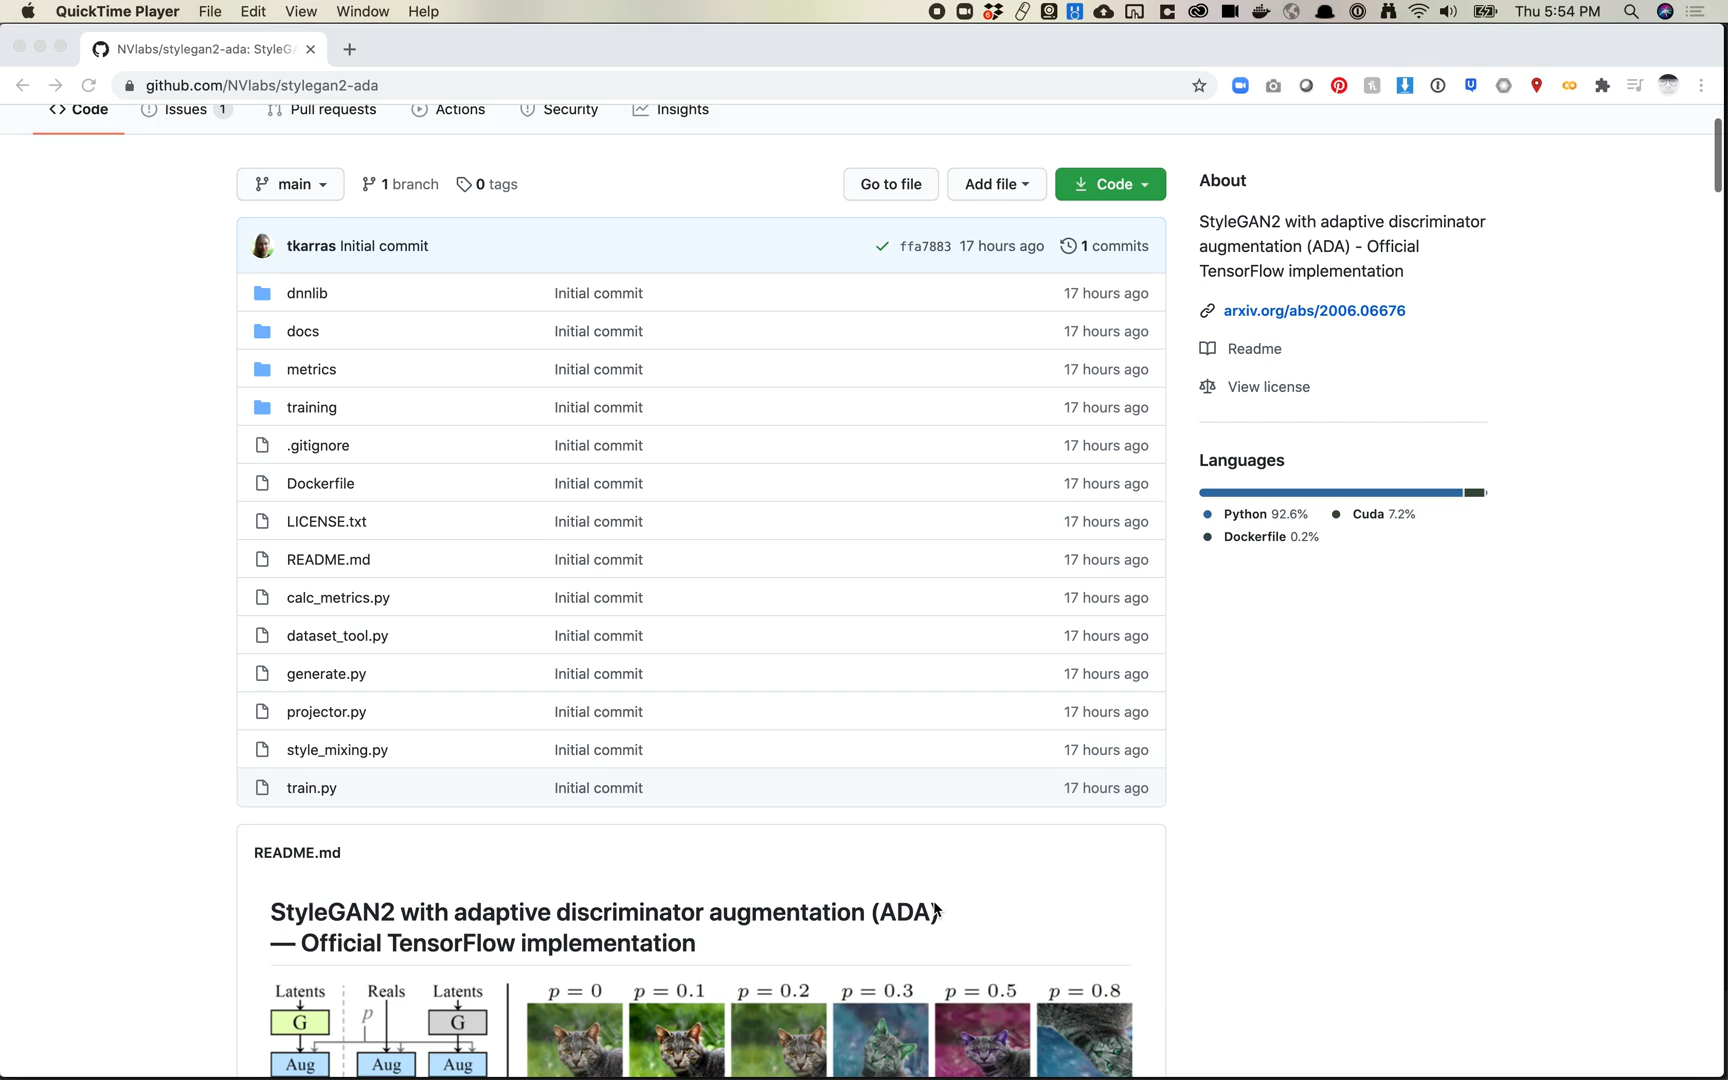 QuickTime Player File Edit View Window Help Thu 5:54 PM
NVlabs/stylegan2-ada: StyleGA
github.com/NVlabs/stylegan2-ada
Code Issues 1 Pull requests Actions Security Insights
main 1 branch 0 tags Go to file Add file Code
tkarras Initial commit ffa7883 17 hours ago 1 commits
dnnlib Initial commit 17 hours ago
docs Initial commit 17 hours ago
metrics Initial commit 17 hours ago
training Initial commit 17 hours ago
.gitignore Initial commit 17 hours ago
Dockerfile Initial commit 17 hours ago
LICENSE.txt Initial commit 17 hours ago
README.md Initial commit 17 hours ago
calc_metrics.py Initial commit 17 hours ago
dataset_tool.py Initial commit 17 hours ago
generate.py Initial commit 17 hours ago
projector.py Initial commit 17 hours ago
style_mixing.py Initial commit 17 hours ago
train.py Initial commit 17 hours ago
About
StyleGAN2 with adaptive discriminator
augmentation (ADA) - Official
TensorFlow implementation
arxiv.org/abs/2006.06676
Readme
View license
Languages
Python 92.6% Cuda 7.2%
Dockerfile 0.2%
README.md
StyleGAN2 with adaptive discriminator augmentation (ADA)
— Official TensorFlow implementation
Latents Reals Latents p = 0 p = 0.1 p = 0.2 p = 0.3 p = 0.5 p = 0.8
G p G
Aug Aug Aug